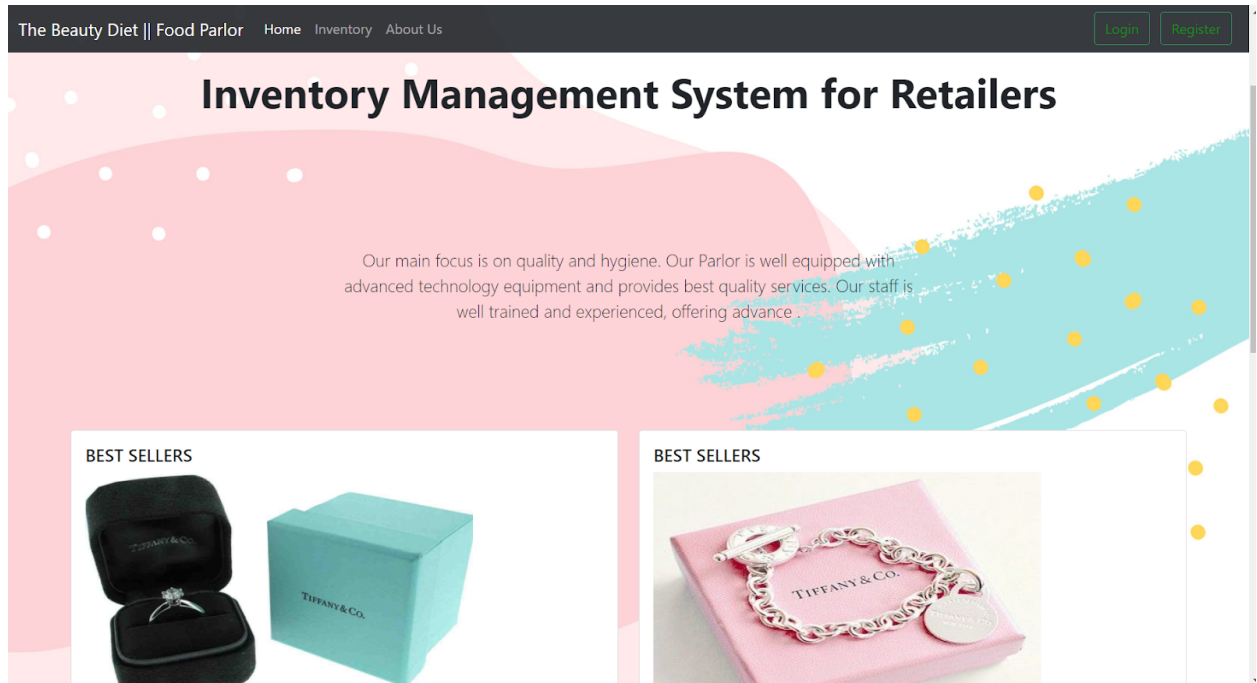 The Beauty Diet || Food Parlor Home Inventory About Us Login Register
Inventory Management System for Retailers
Our main focus is on quality and hygiene. Our Parlor is well equipped with
advanced technology equipment and provides best quality services. Our staff is
well trained and experienced, offering advance .
BEST SELLERS
TIFFANY & CO.
TIFFANY & CO.
BEST SELLERS
TIFFANY & CO.